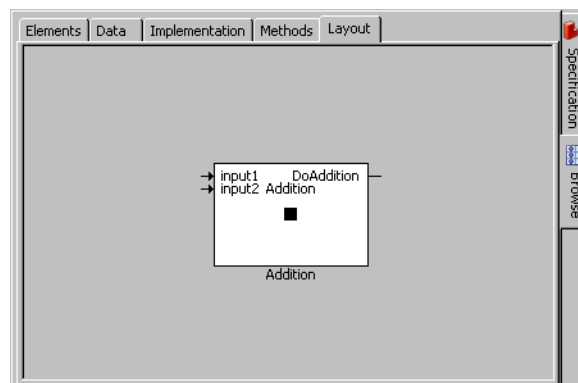 Elements Data Implementation Methods Layout
input1 DoAddition
input2 Addition
Addition
Specification
Browse